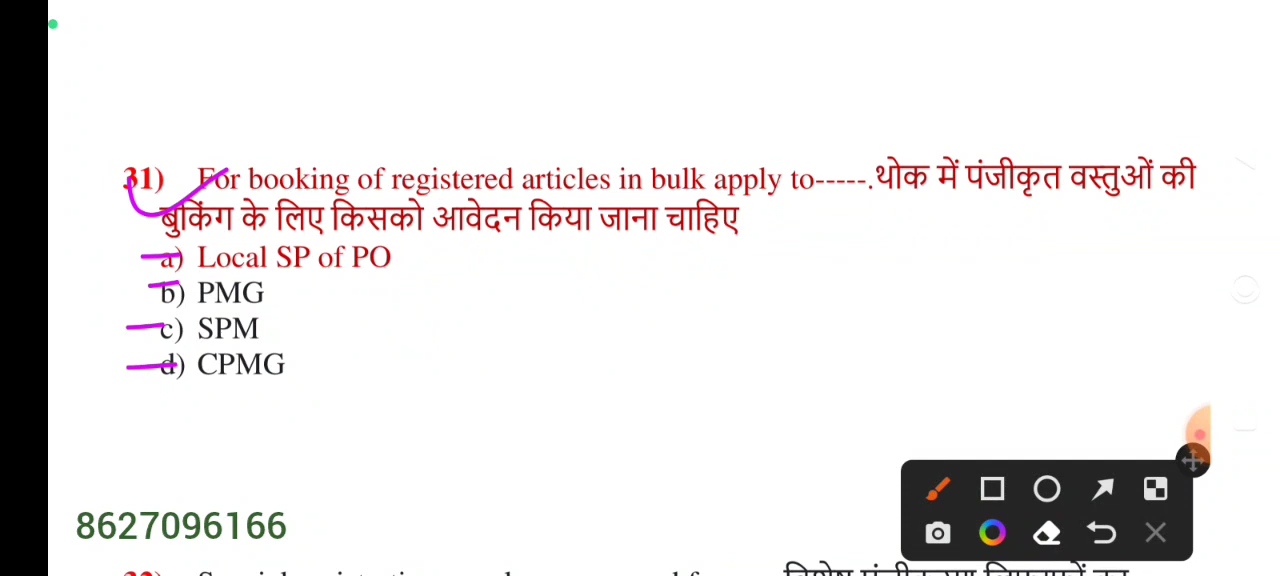 31) For booking of registered articles in bulk apply to-----.थोक में पंजीकृत वस्तुओं की
बुकिंग के लिए किसको आवेदन किया जाना चाहिए
a) Local SP of PO
b) PMG
c) SPM
d) CPMG
8627096166